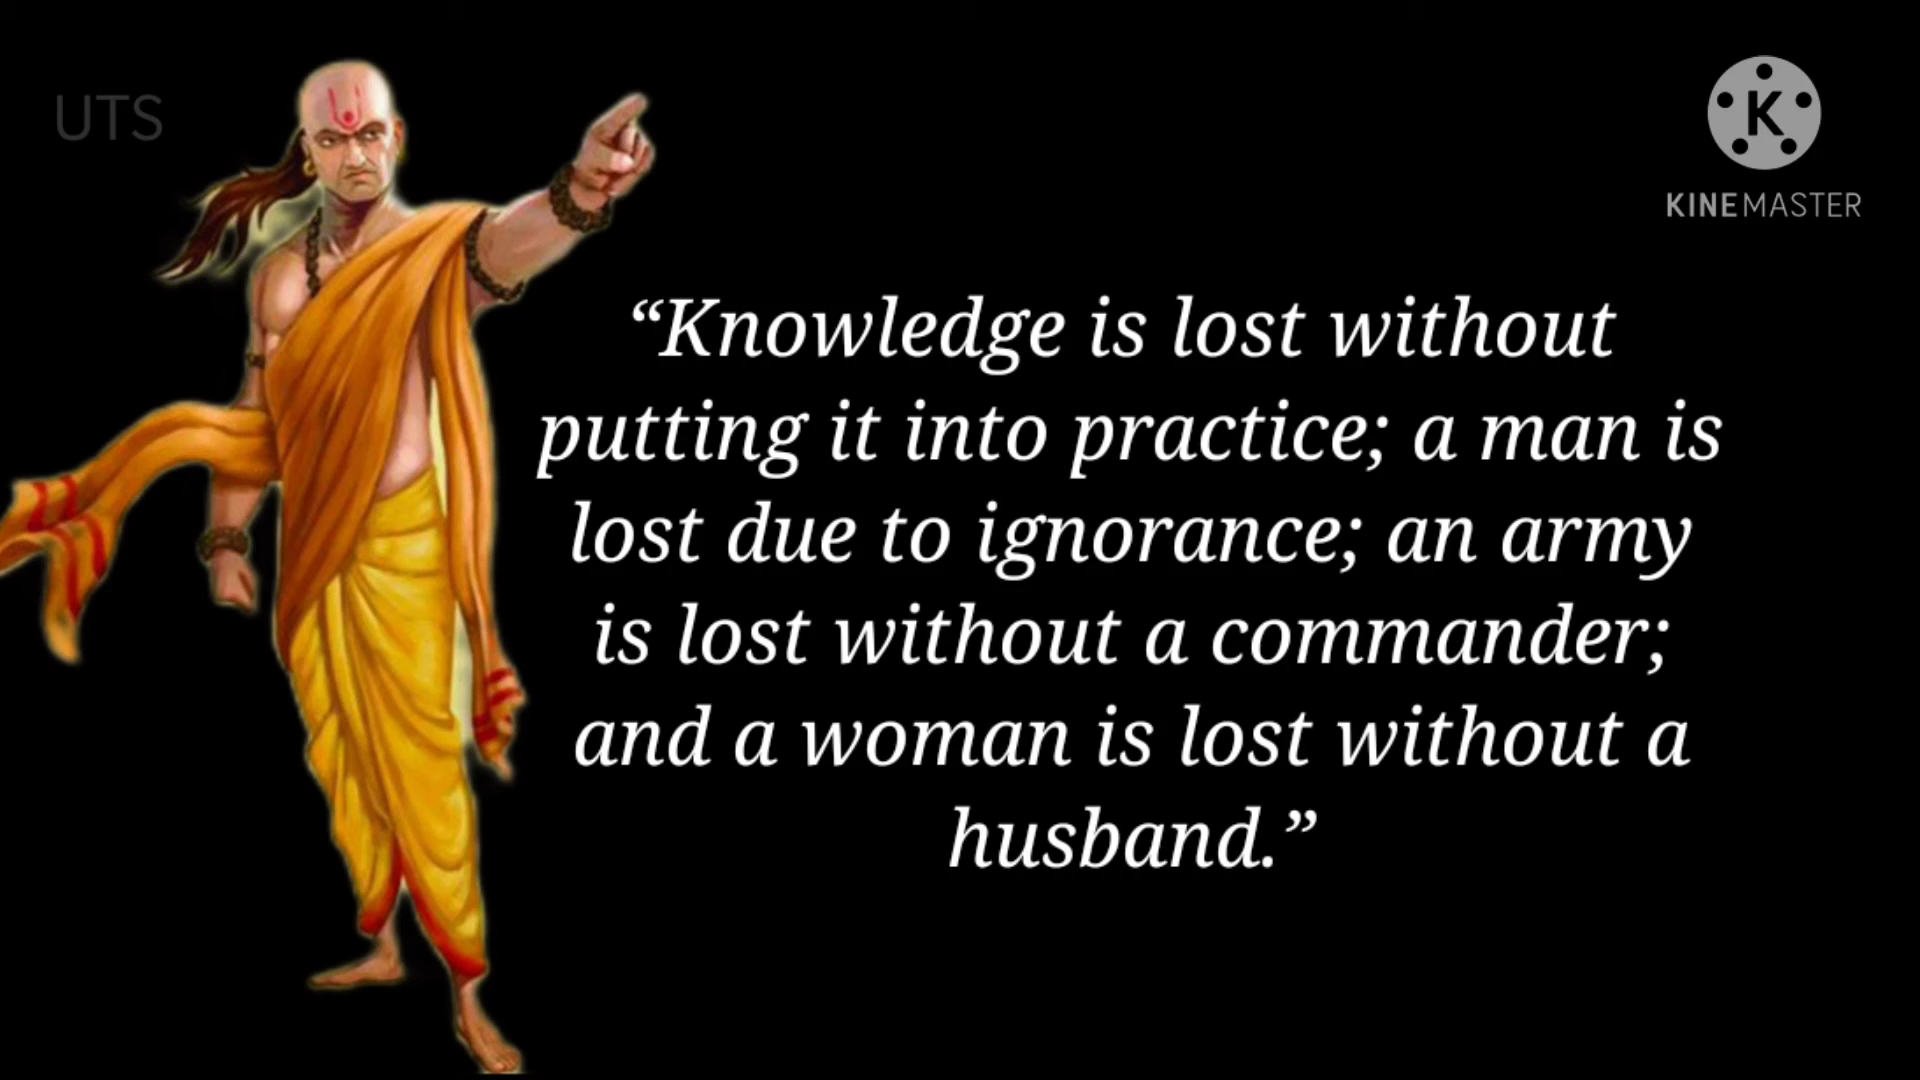 UTS
K
KINEMASTER
“Knowledge is lost without
putting it into practice; a man is
lost due to ignorance; an army
is lost without a commander;
and a woman is lost without a
husband.”